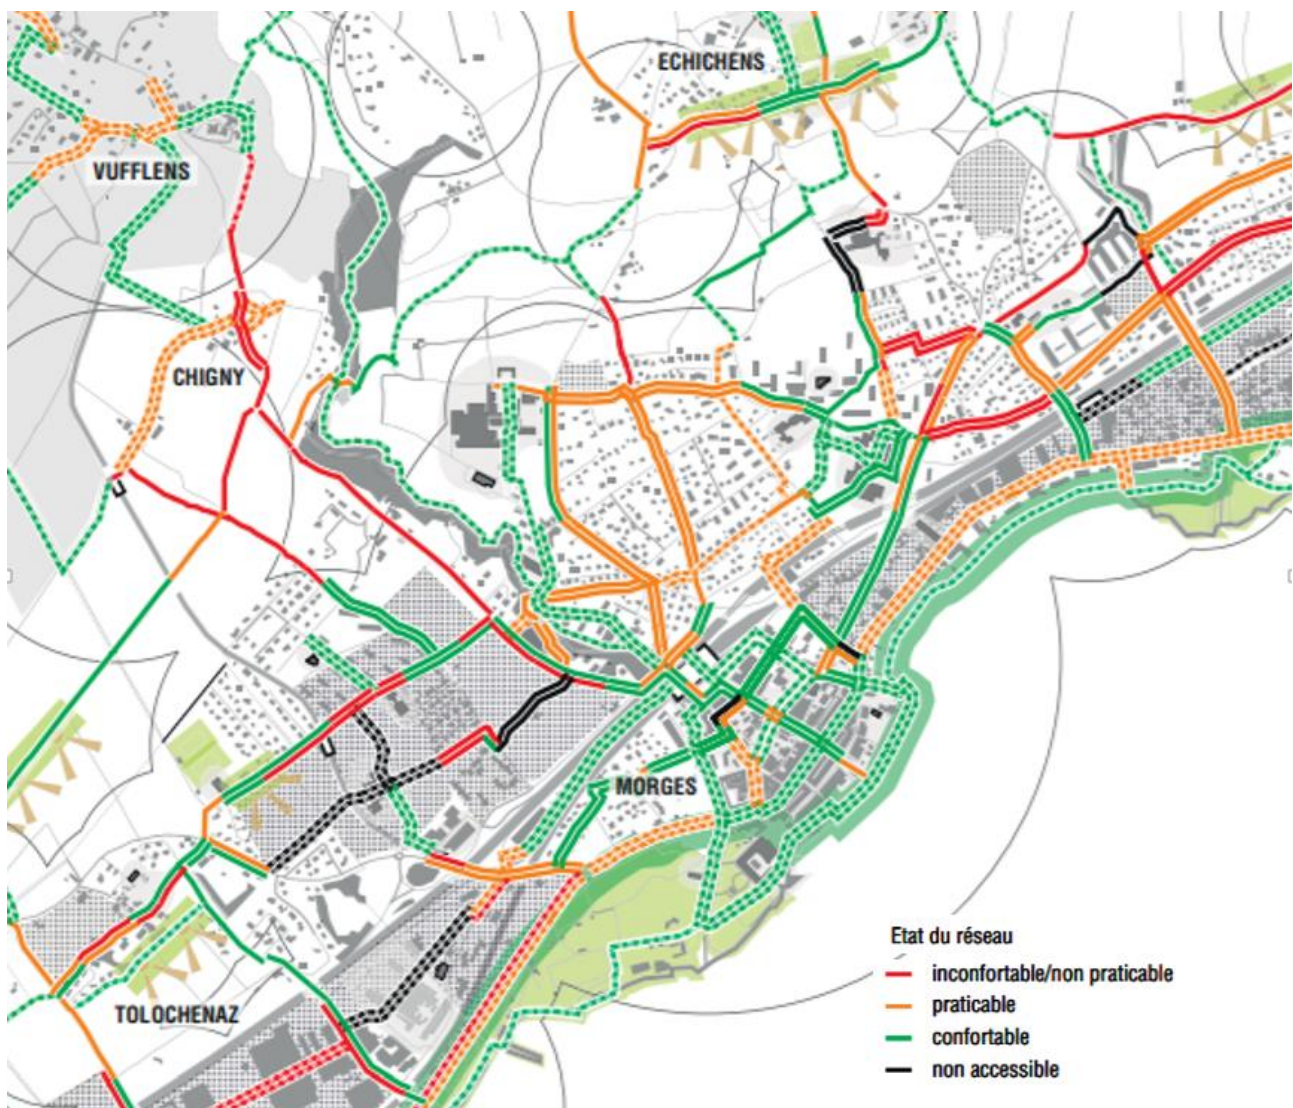 ECHICHENS
VUFFLENS
CHIGNY
MORGES
TOLOCHENAZ
Etat du réseau
inconfortable/non praticable
praticable
confortable
non accessible